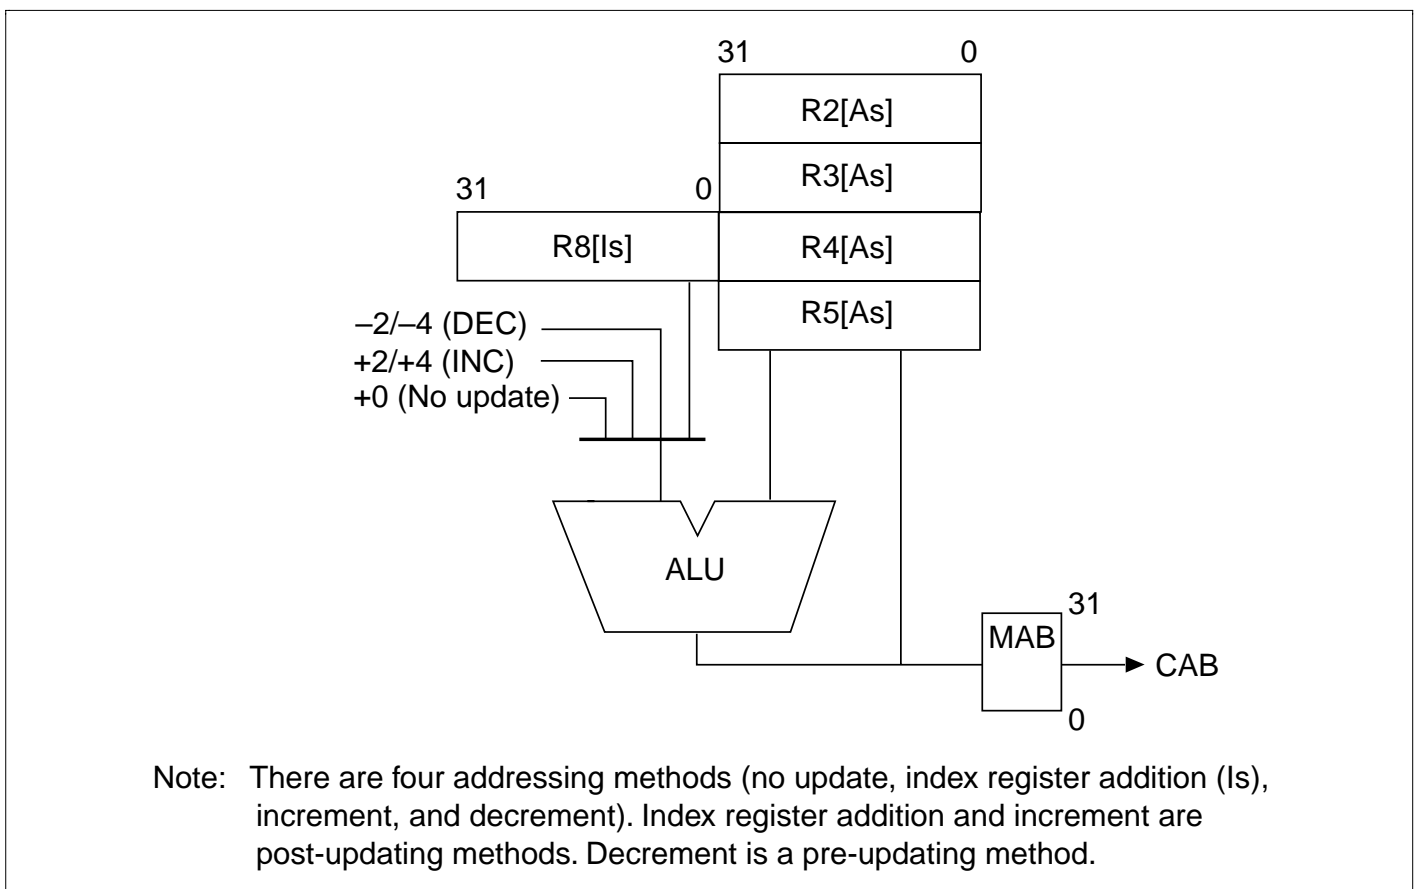 31 0
R2[As]
R3[As]
31 0
R8[Is] R4[As]
R5[As]
–2/–4 (DEC)
+2/+4 (INC)
+0 (No update)
ALU
31
MAB
CAB
0
Note: There are four addressing methods (no update, index register addition (Is),
increment, and decrement). Index register addition and increment are
post-updating methods. Decrement is a pre-updating method.